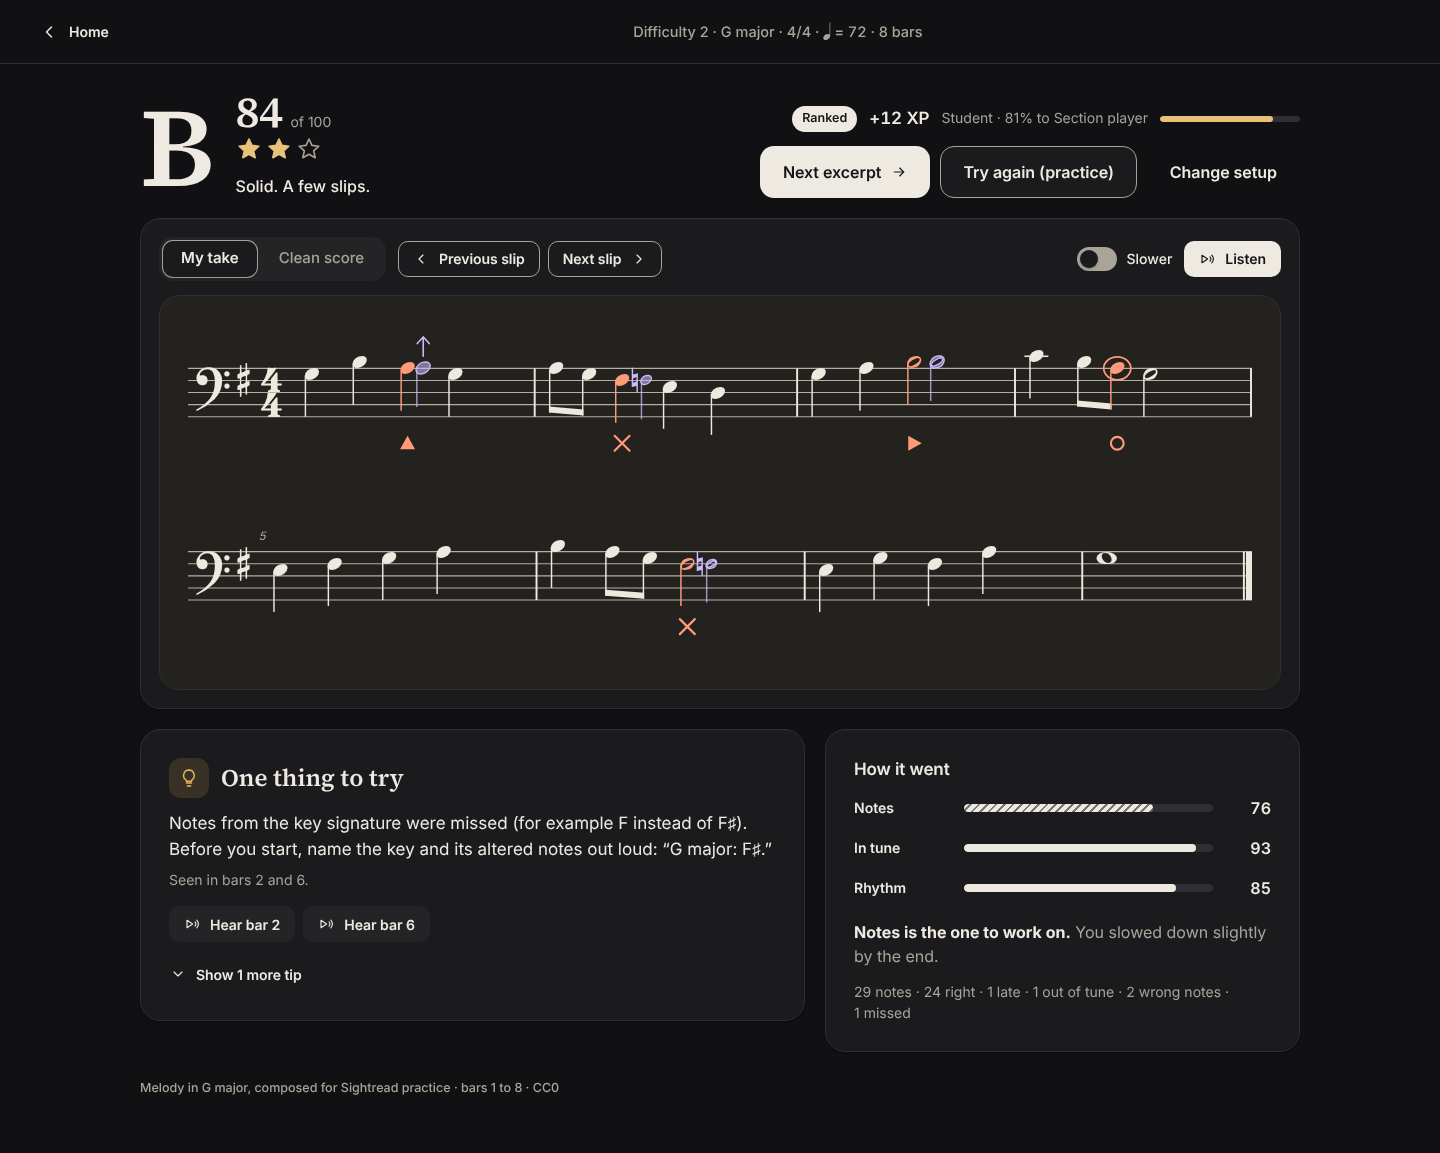 Home
Difficulty 2 · G major · 4/4 · ♩ = 72 · 8 bars
B
84 of 100
Solid. A few slips.
Ranked +12 XP Student · 81% to Section player
Next excerpt → Try again (practice) Change setup
My take Clean score Previous slip Next slip Slower Listen
4
4
5
One thing to try
Notes from the key signature were missed (for example F instead of F♯).
Before you start, name the key and its altered notes out loud: “G major: F♯.”
Seen in bars 2 and 6.
Hear bar 2 Hear bar 6
Show 1 more tip
How it went
Notes 76
In tune 93
Rhythm 85
Notes is the one to work on. You slowed down slightly
by the end.
29 notes · 24 right · 1 late · 1 out of tune · 2 wrong notes ·
1 missed
Melody in G major, composed for Sightread practice · bars 1 to 8 · CC0